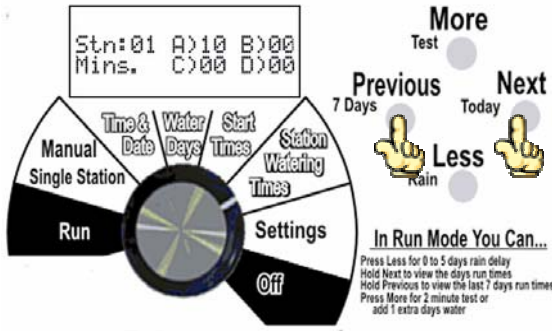 Stn:01 A)10 B)00
Mins. C)00 D)00
More
Test
Previous
7 Days
Next
Today
Less
Rain
Time & Date
Water Days
Start Times
Station Watering Times
Manual
Single Station
Run
Settings
Off
In Run Mode You Can...
Press Less for 0 to 5 days rain delay
Hold Next to view the days run times
Hold Previous to view the last 7 days run times
Press More for 2 minute test or
add 1 extra days water